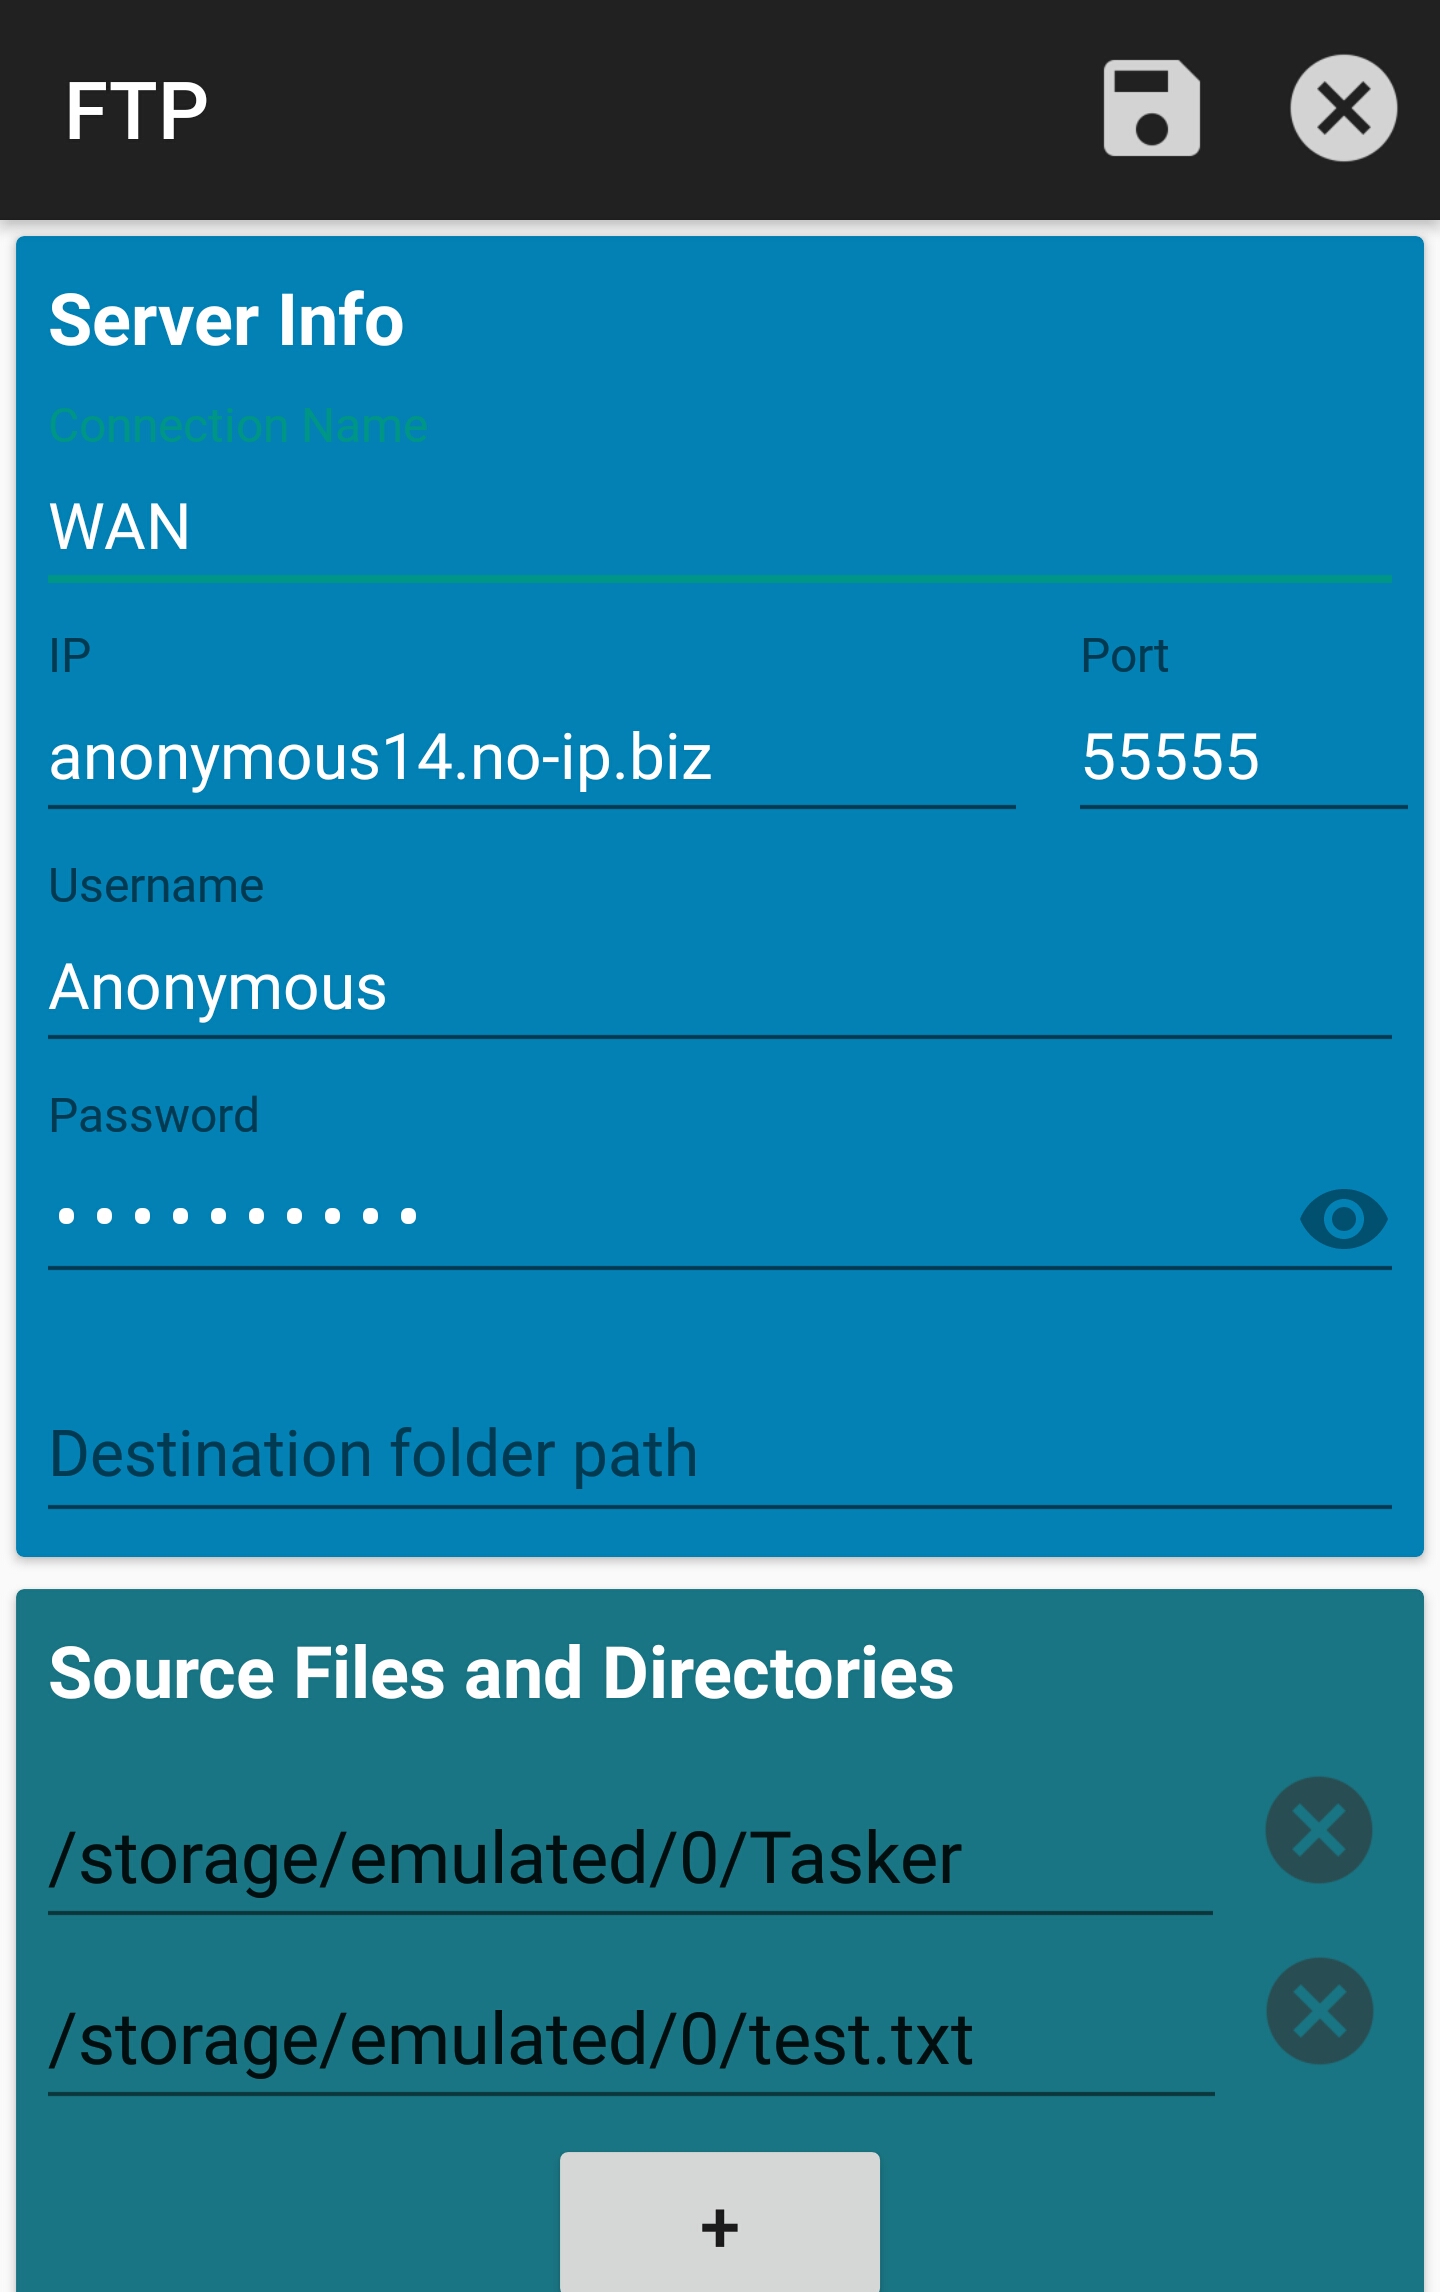 FTP
Server Info
Connection Name
WAN
IP Port
anonymous14.no-ip.biz 55555
Username
Anonymous
Password
••••••••••
Destination folder path
Source Files and Directories
/storage/emulated/0/Tasker
/storage/emulated/0/test.txt
+